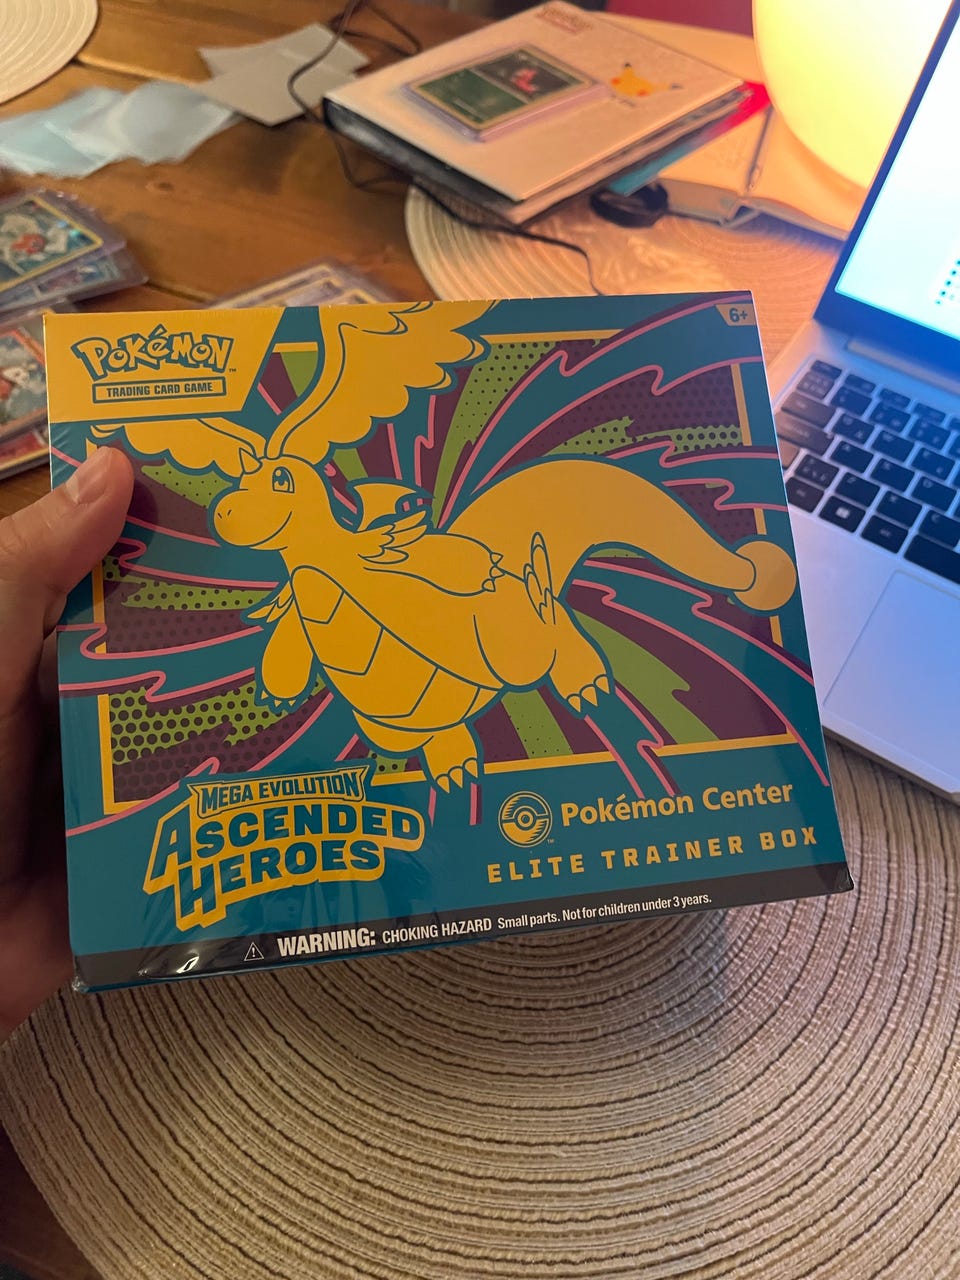 POKéMON™
TRADING CARD GAME
6+
MEGA EVOLUTION
ASCENDED
HEROES
Pokémon Center
ELITE TRAINER BOX
⚠ WARNING: CHOKING HAZARD Small parts. Not for children under 3 years.